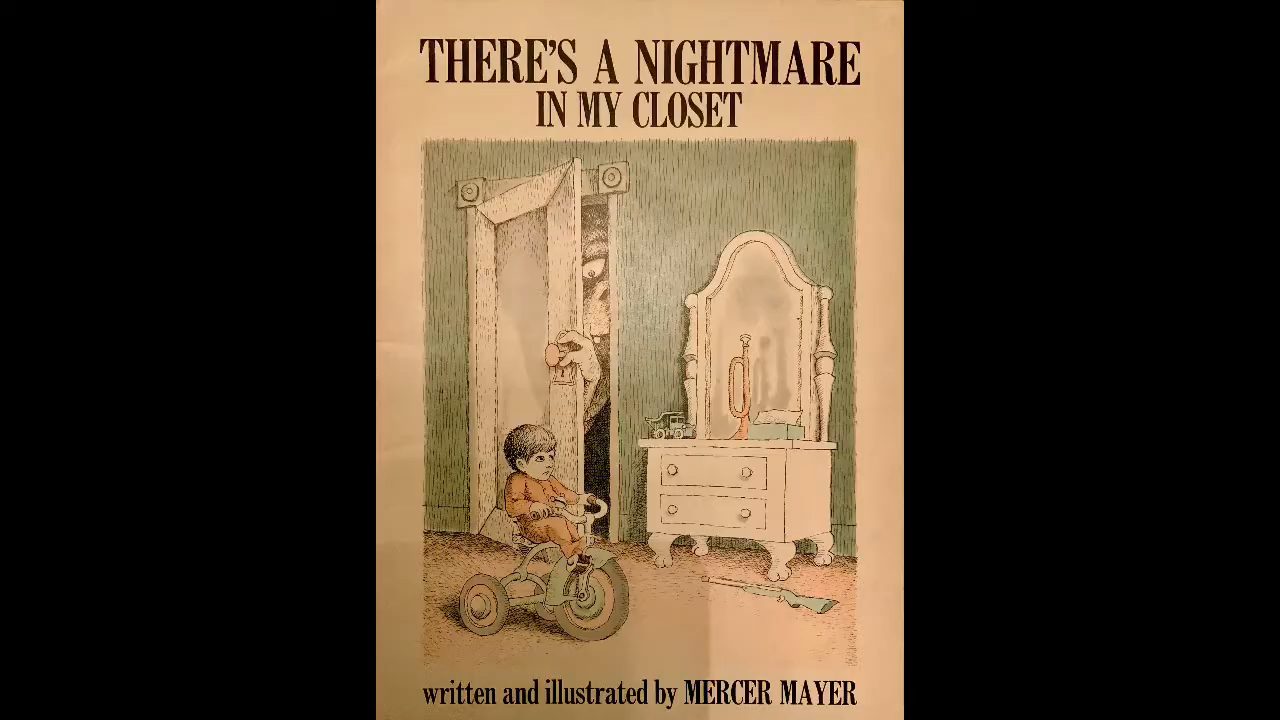 THERE'S A NIGHTMARE
IN MY CLOSET
written and illustrated by MERCER MAYER